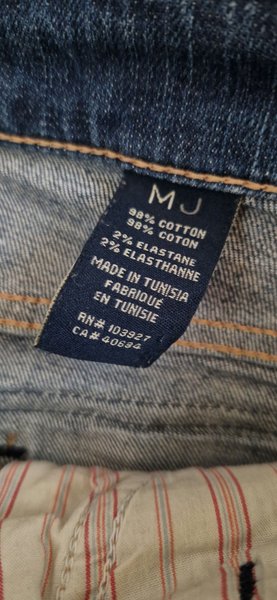 MJ
98% COTTON
98% COTON
2% ELASTANE
2% ELASTHANNE
MADE IN TUNISIA
FABRIQUÉ
EN TUNISIE
RN# 103927
CA# 40694